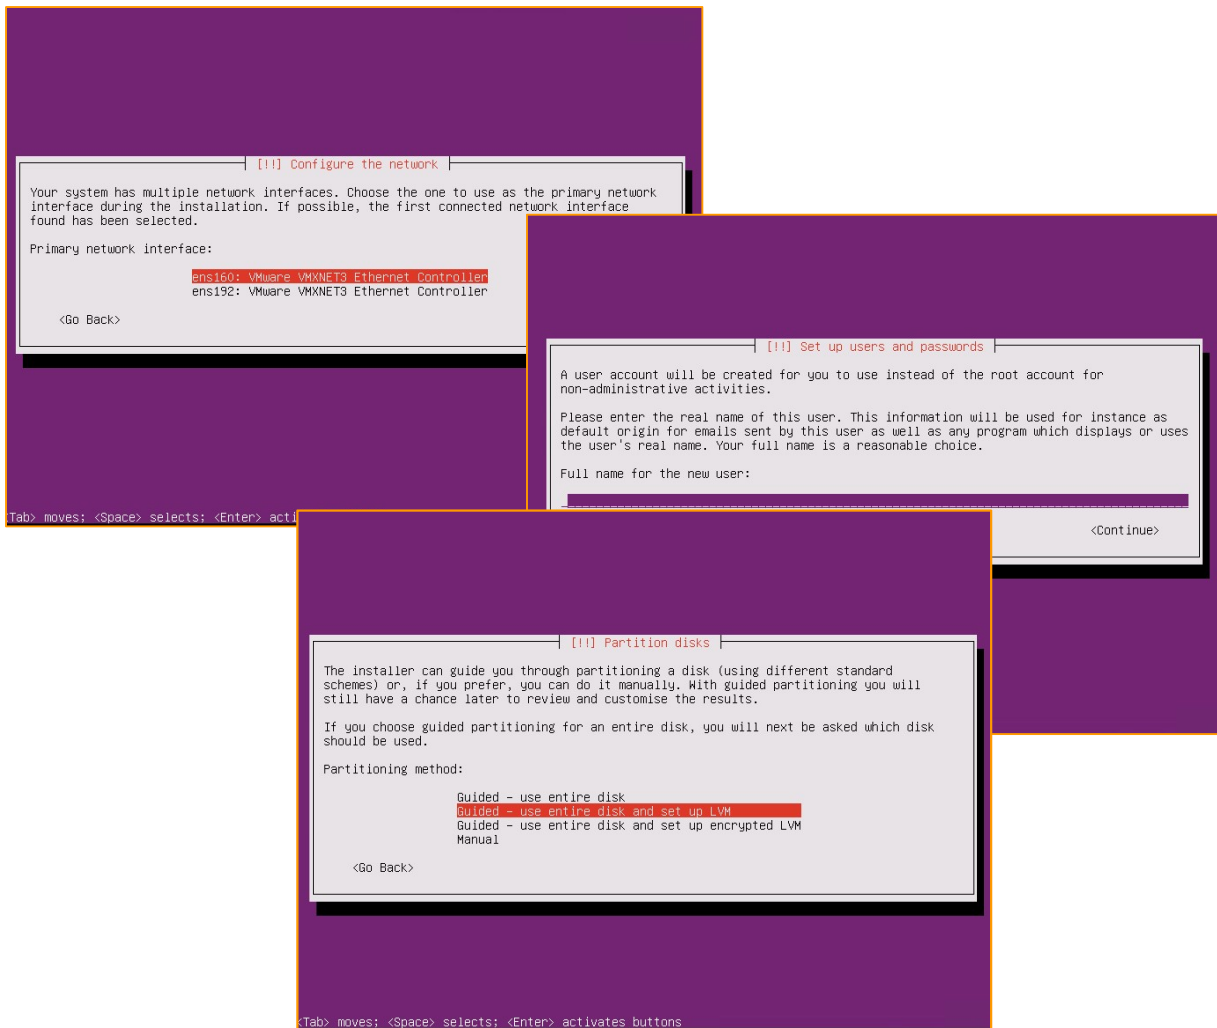 [!!] Configure the network
Your system has multiple network interfaces. Choose the one to use as the primary network
interface during the installation. If possible, the first connected network interface
found has been selected.
Primary network interface:
ens160: VMware VMXNET3 Ethernet Controller
ens192: VMware VMXNET3 Ethernet Controller
<Go Back>
<Tab> moves; <Space> selects; <Enter> acti
[!!] Set up users and passwords
A user account will be created for you to use instead of the root account for
non-administrative activities.
Please enter the real name of this user. This information will be used for instance as
default origin for emails sent by this user as well as any program which displays or uses
the user's real name. Your full name is a reasonable choice.
Full name for the new user:
<Continue>
[!!] Partition disks
The installer can guide you through partitioning a disk (using different standard
schemes) or, if you prefer, you can do it manually. With guided partitioning you will
still have a chance later to review and customise the results.
If you choose guided partitioning for an entire disk, you will next be asked which disk
should be used.
Partitioning method:
Guided - use entire disk
Guided - use entire disk and set up LVM
Guided - use entire disk and set up encrypted LVM
Manual
<Go Back>
<Tab> moves; <Space> selects; <Enter> activates buttons